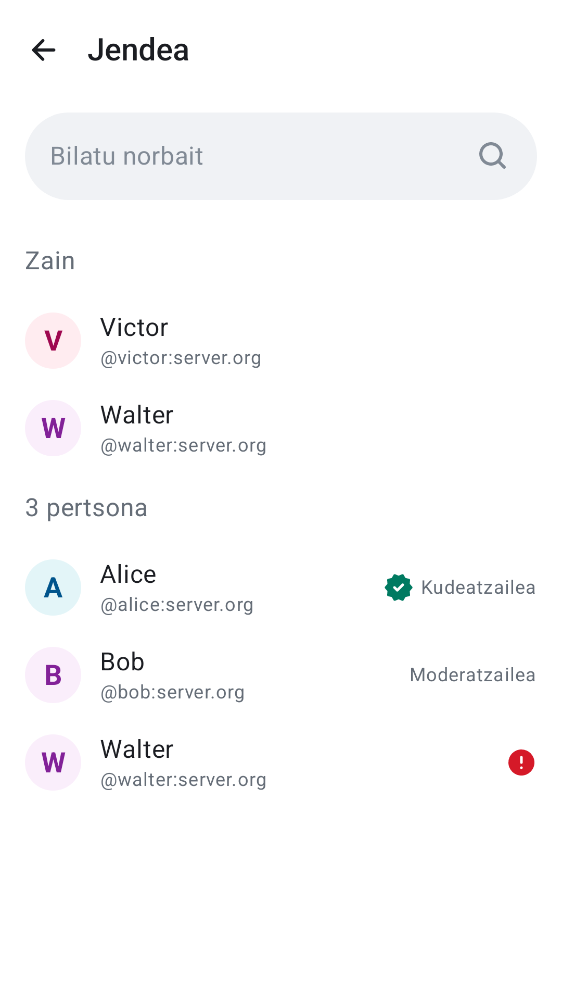 Jendea
Bilatu norbait
Zain
V
Victor
@victor:server.org
W
Walter
@walter:server.org
3 pertsona
A
Alice
@alice:server.org
Kudeatzailea
B
Bob
@bob:server.org
Moderatzailea
W
Walter
@walter:server.org